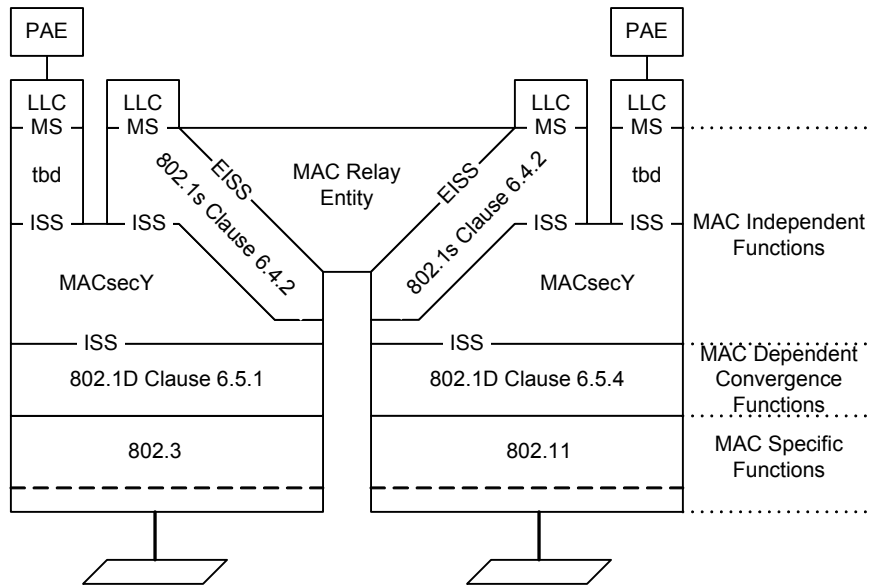 PAE
PAE
LLC
LLC
LLC
LLC
MS
MS
MS
MS
tbd
EISS
802.1s Clause 6.4.2
MAC Relay
Entity
EISS
802.1s Clause 6.4.2
tbd
ISS
ISS
ISS
ISS
MAC Independent
Functions
MACsecY
MACsecY
ISS
ISS
802.1D Clause 6.5.1
802.1D Clause 6.5.4
MAC Dependent
Convergence
Functions
802.3
802.11
MAC Specific
Functions